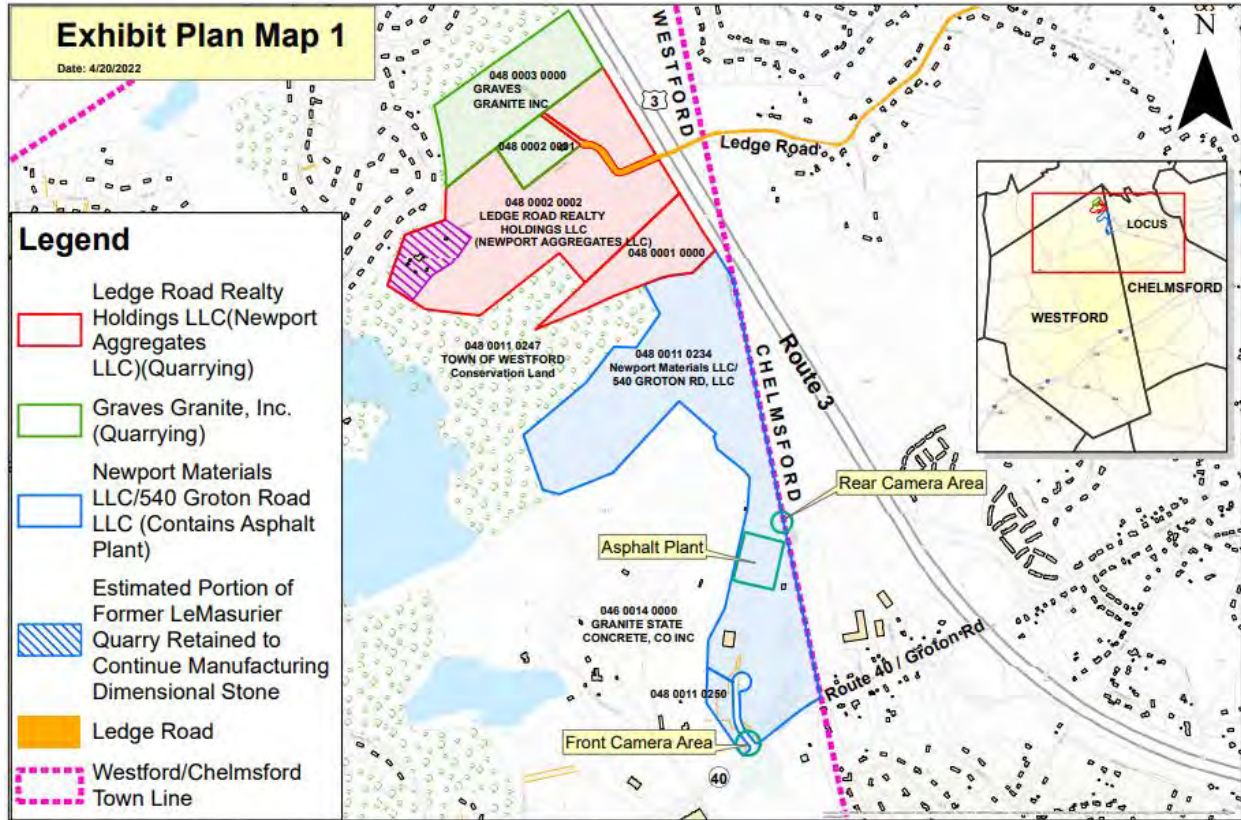 Exhibit Plan Map 1
Date: 4/20/2022
N
WESTFORD
3
048 0003 0000
GRAVES
GRANITE INC
048 0002 0001
Ledge Road
048 0002 0002
LEDGE ROAD REALTY
HOLDINGS LLC
(NEWPORT AGGREGATES LLC)
048 0001 0000
LOCUS
CHELMSFORD
WESTFORD
Legend
Ledge Road Realty
Holdings LLC(Newport
Aggregates
LLC)(Quarrying)
Graves Granite, Inc.
(Quarrying)
Newport Materials
LLC/540 Groton Road
LLC (Contains Asphalt
Plant)
Estimated Portion of
Former LeMasurier
Quarry Retained to
Continue Manufacturing
Dimensional Stone
Ledge Road
Westford/Chelmsford
Town Line
048 0011 0247
TOWN OF WESTFORD
Conservation Land
048 0011 0234
Newport Materials LLC/
540 GROTON RD, LLC
CHELMSFORD
Route 3
Rear Camera Area
Asphalt Plant
046 0014 0000
GRANITE STATE
CONCRETE, CO INC
Route 40 / Groton Rd
048 0011 0250
Front Camera Area
40